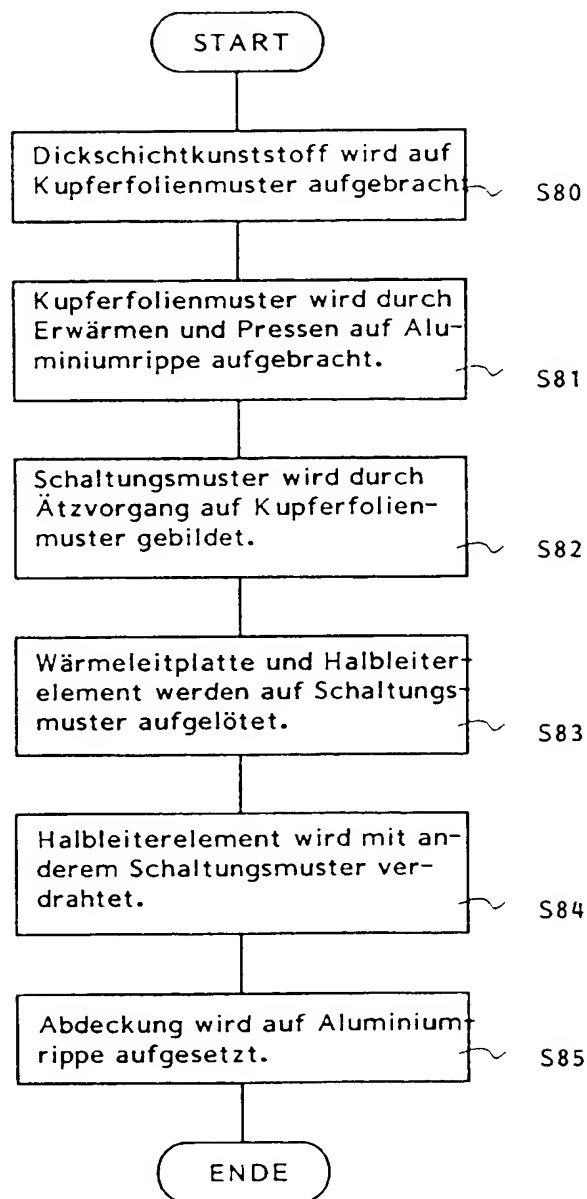 START
Dickschichtkunststoff wird auf
Kupferfolienmuster aufgebracht
S80
Kupferfolienmuster wird durch
Erwärmen und Pressen auf Alu-
miniumrippe aufgebracht.
S81
Schaltungsmuster wird durch
Ätzvorgang auf Kupferfolien-
muster gebildet.
S82
Wärmeleitplatte und Halbleiter-
element werden auf Schaltungs-
muster aufgelötet.
S83
Halbleiterelement wird mit an-
derem Schaltungsmuster ver-
drahtet.
S84
Abdeckung wird auf Aluminium-
rippe aufgesetzt.
S85
ENDE